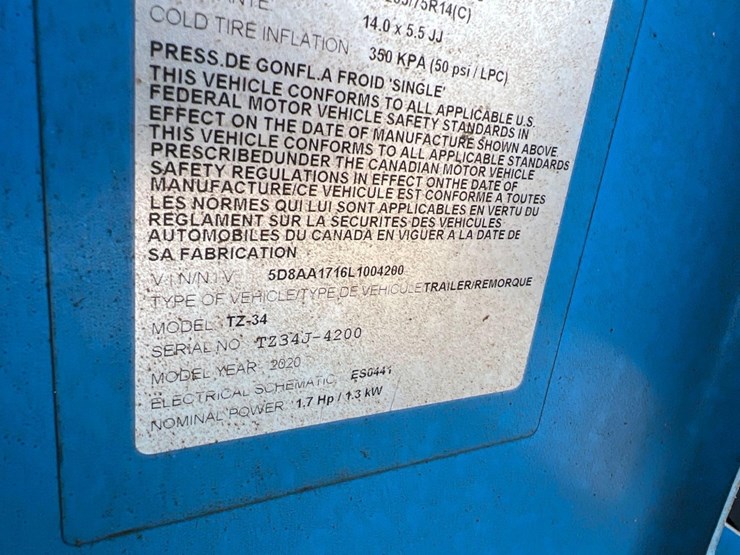 /75R14(C)
14.0 x 5.5 JJ
COLD TIRE INFLATION 350 KPA (50 psi / LPC)
PRESS.DE GONFL.A FROID 'SINGLE'
THIS VEHICLE CONFORMS TO ALL APPLICABLE U.S.
FEDERAL MOTOR VEHICLE SAFETY STANDARDS IN
EFFECT ON THE DATE OF MANUFACTURE SHOWN ABOVE
THIS VEHICLE CONFORMS TO ALL APPLICABLE STANDARDS
PRESCRIBEDUNDER THE CANADIAN MOTOR VEHICLE
SAFETY REGULATIONS IN EFFECT ONTHE DATE OF
MANUFACTURE/CE VEHICULE EST CONFORME A TOUTES
LES NORMES QUI LUI SONT APPLICABLES EN VERTU DU
REGLAMENT SUR LA SECURITES DES VEHICULES
AUTOMOBILES DU CANADA EN VIGUER A LA DATE DE
SA FABRICATION
V.I.N/N.I.V. 5D8AA1716L1004200
TYPE OF VEHICLE/TYPE DE VEHICULE TRAILER/REMORQUE
MODEL TZ-34
SERIAL NO TZ34J-4200
MODEL YEAR 2020
ELECTRICAL SCHEMATIC ES0441
NOMINAL POWER 1.7 Hp / 1.3 kW